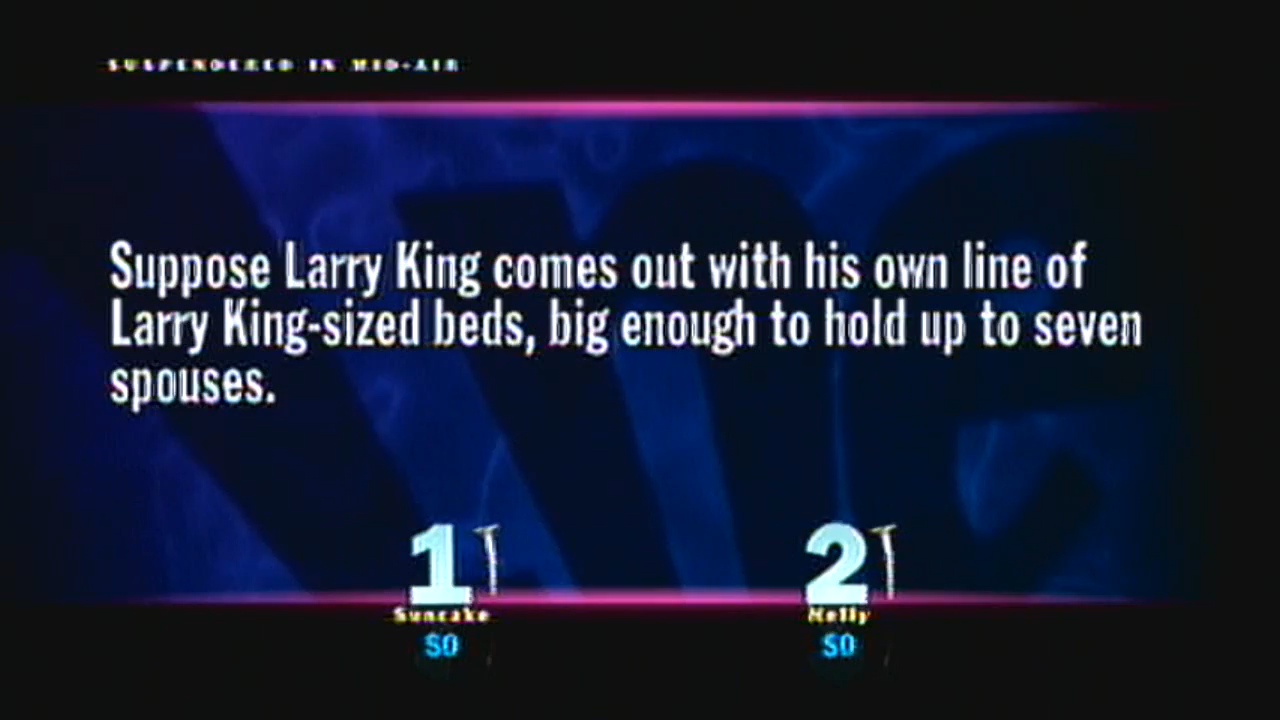 SUSPENDERED IN MID-AIR
Suppose Larry King comes out with his own line of
Larry King-sized beds, big enough to hold up to seven
spouses.
1 2
Suncake Nelly
$0 $0